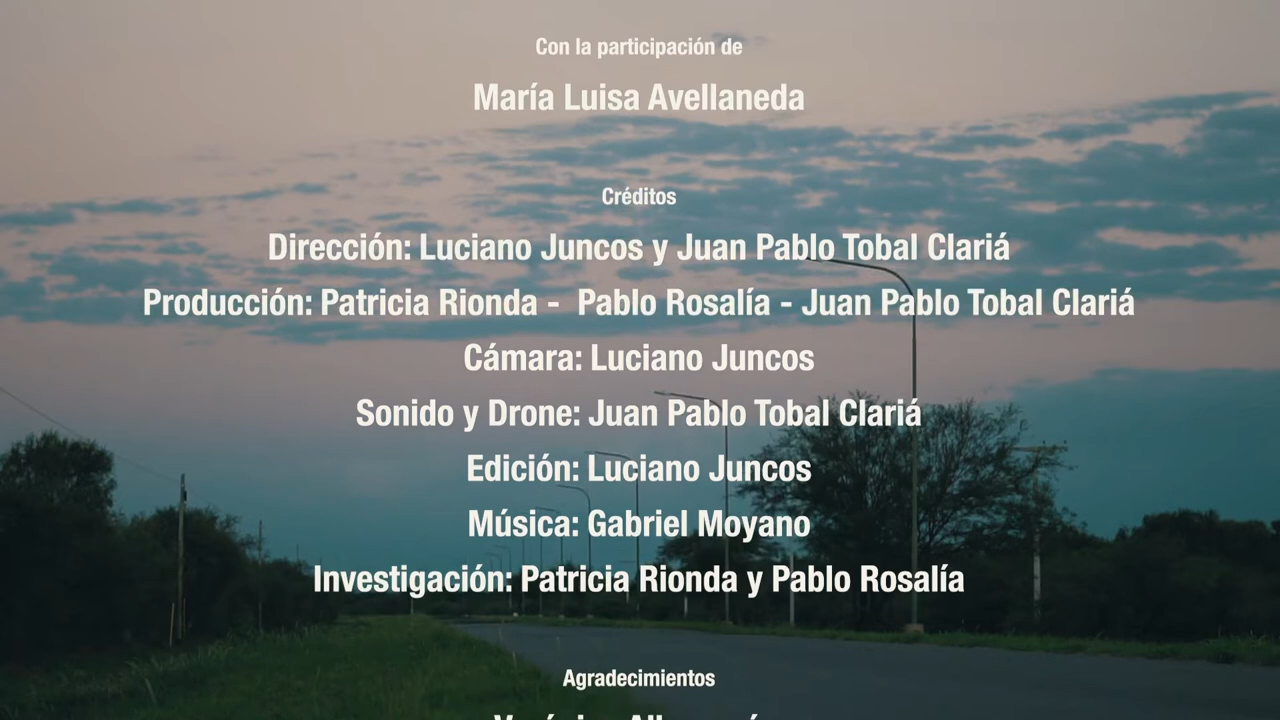 Con la participación de
María Luisa Avellaneda
Créditos
Dirección: Luciano Juncos y Juan Pablo Tobal Clariá
Producción: Patricia Rionda - Pablo Rosalía - Juan Pablo Tobal Clariá
Cámara: Luciano Juncos
Sonido y Drone: Juan Pablo Tobal Clariá
Edición: Luciano Juncos
Música: Gabriel Moyano
Investigación: Patricia Rionda y Pablo Rosalía
Agradecimientos